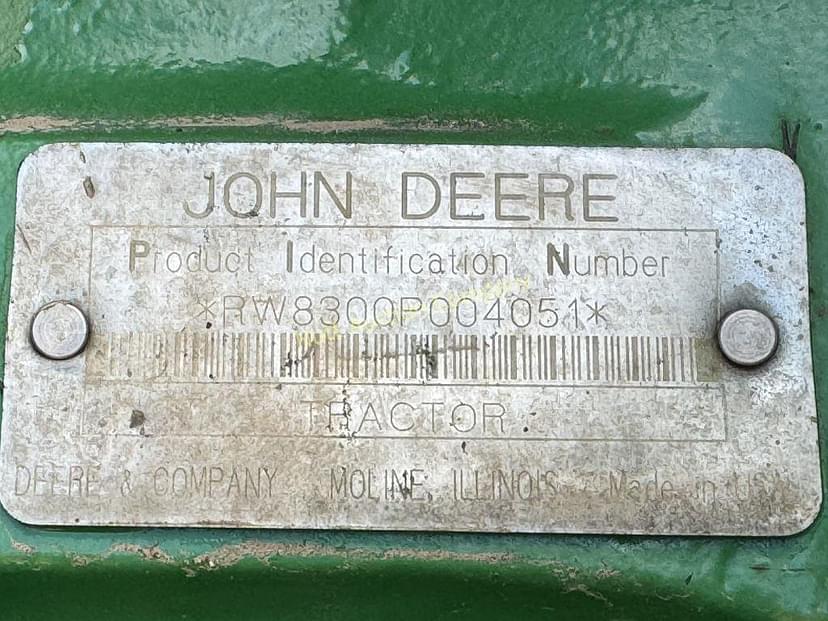 JOHN DEERE
Product Identification Number
*RW8300P004051*
TRACTOR
DEERE & COMPANY MOLINE, ILLINOIS Made in USA